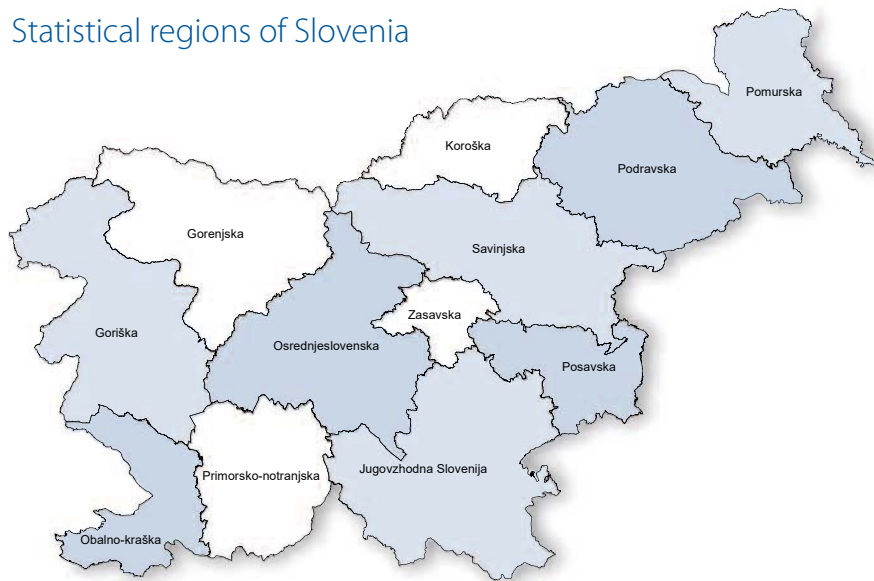 Statistical regions of Slovenia
Pomurska
Koroška
Podravska
Gorenjska
Savinjska
Zasavska
Goriška
Osrednjeslovenska
Posavska
Jugovzhodna Slovenija
Primorsko-notranjska
Obalno-kraška